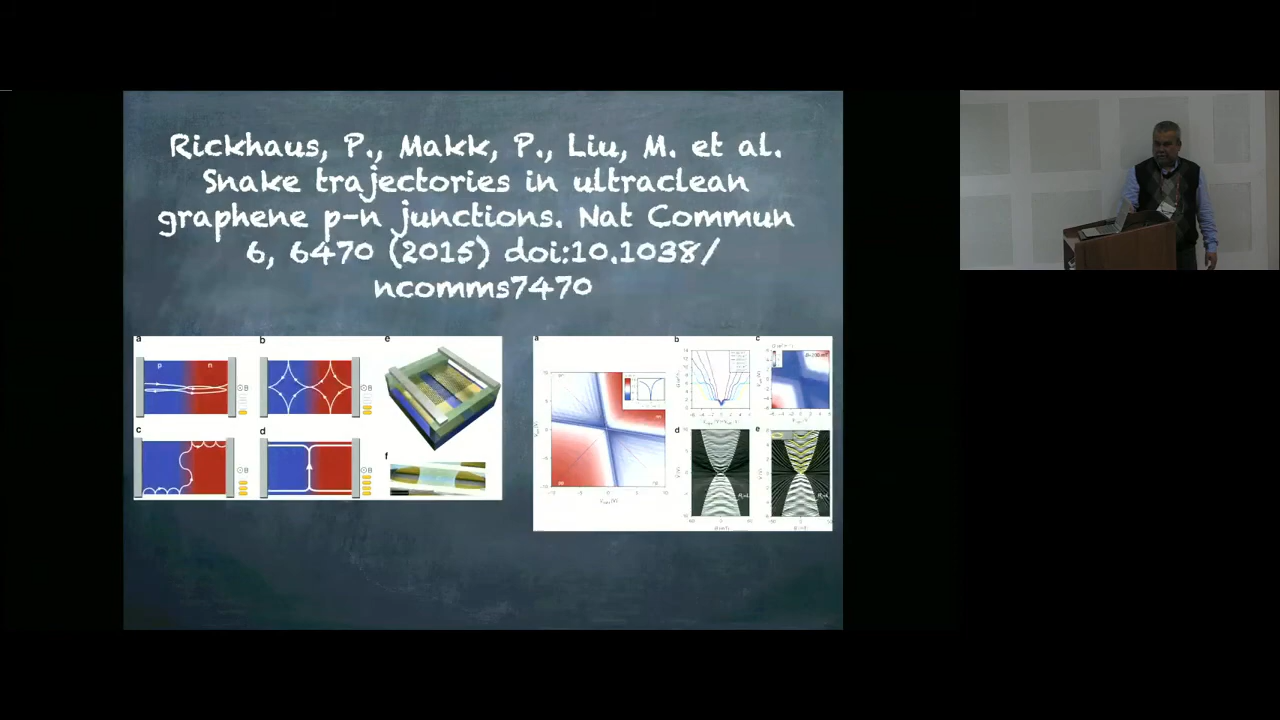 Rickhaus, P., Makk, P., Liu, M. et al.
Snake trajectories in ultraclean
graphene p-n junctions. Nat Commun
6, 6470 (2015) doi:10.1038/
ncomms7470
a
b
e
p
n
B
B
c
d
f
B
B
a
b
c
d
e